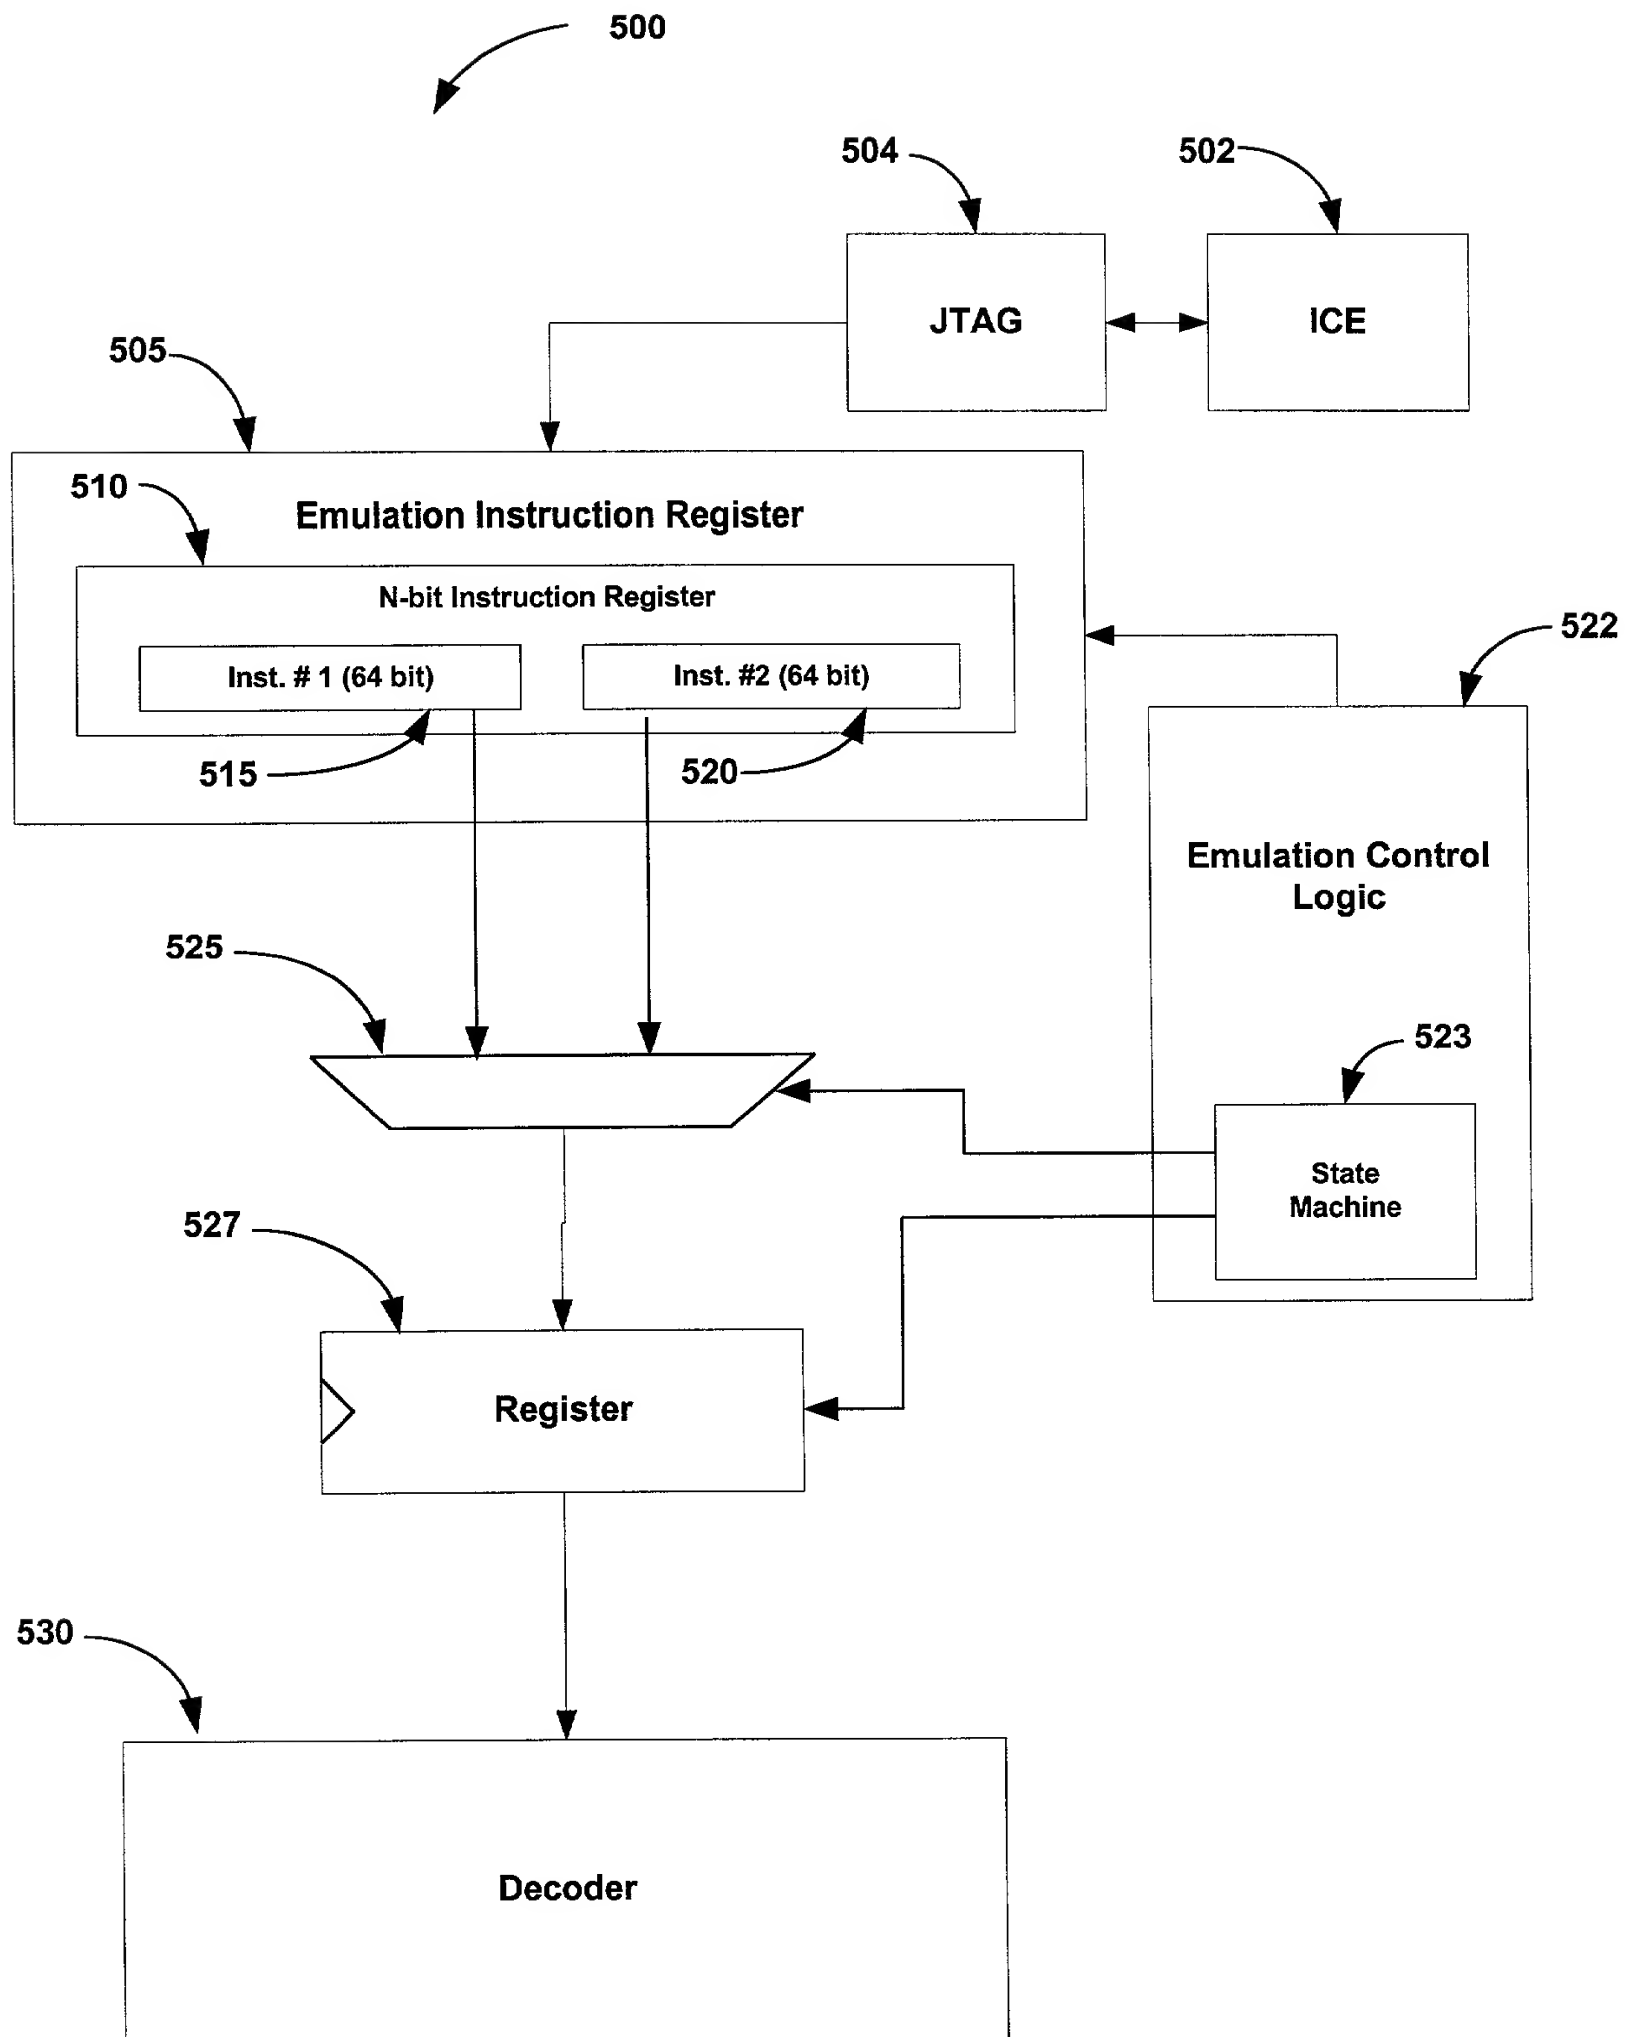 500
504
502
JTAG
ICE
505
510
Emulation Instruction Register
N-bit Instruction Register
Inst. # 1 (64 bit)
Inst. #2 (64 bit)
515
520
522
Emulation Control
Logic
525
523
State
Machine
527
Register
530
Decoder